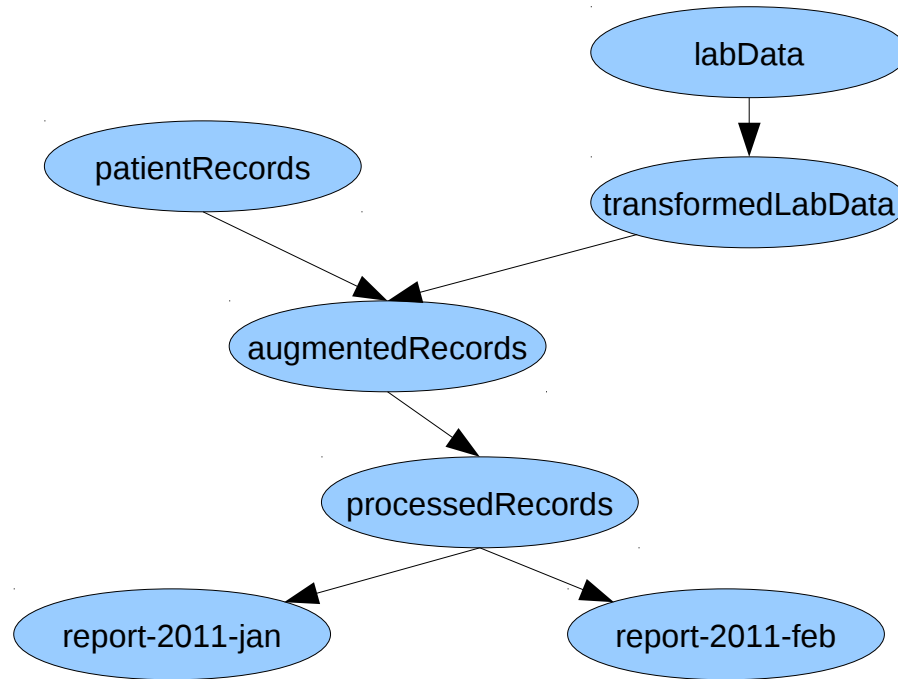 labData
patientRecords
transformedLabData
augmentedRecords
processedRecords
report-2011-jan
report-2011-feb